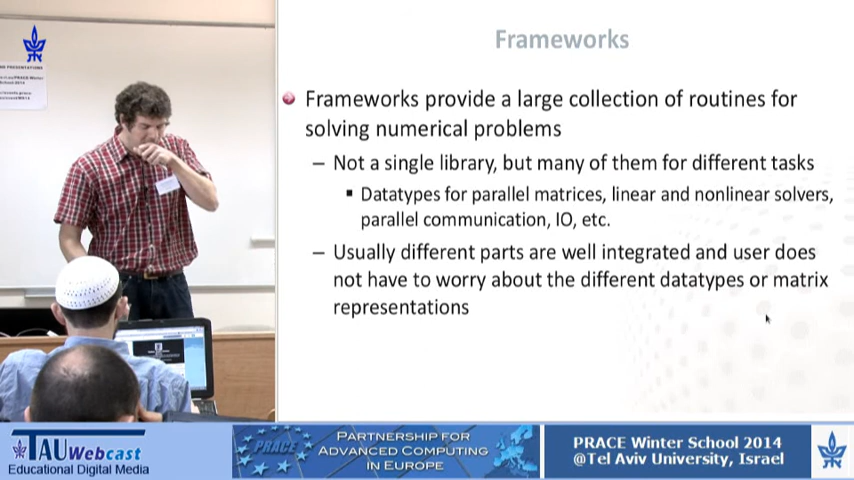 Frameworks
Frameworks provide a large collection of routines for
solving numerical problems
– Not a single library, but many of them for different tasks
▪ Datatypes for parallel matrices, linear and nonlinear solvers,
parallel communication, IO, etc.
– Usually different parts are well integrated and user does
not have to worry about the different datatypes or matrix
representations
TAU Webcast
Educational Digital Media
PRACE
PARTNERSHIP FOR
ADVANCED COMPUTING
IN EUROPE
PRACE Winter School 2014
@Tel Aviv University, Israel